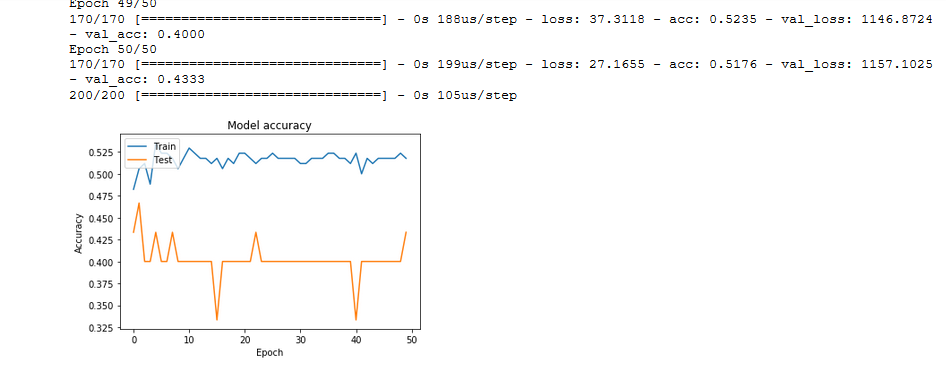 Epoch 49/50
170/170 [==============================] - 0s 188us/step - loss: 37.3118 - acc: 0.5235 - val_loss: 1146.8724
- val_acc: 0.4000
Epoch 50/50
170/170 [==============================] - 0s 199us/step - loss: 27.1655 - acc: 0.5176 - val_loss: 1157.1025
- val_acc: 0.4333
200/200 [==============================] - 0s 105us/step
Model accuracy
Train
Test
Accuracy
0.525
0.500
0.475
0.450
0.425
0.400
0.375
0.350
0.325
0 10 20 30 40 50
Epoch